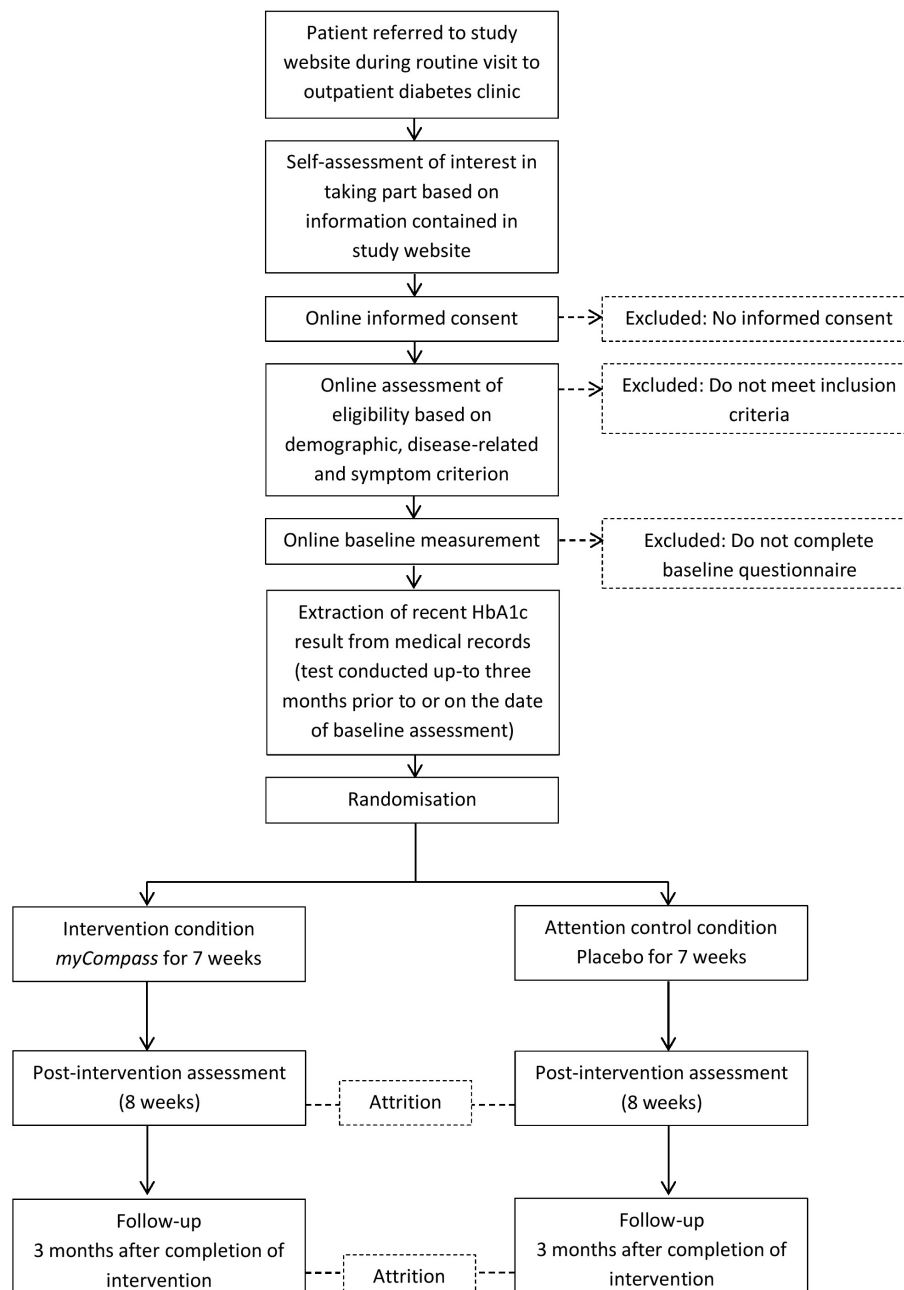 Patient referred to study
website during routine visit to
outpatient diabetes clinic
Self-assessment of interest in
taking part based on
information contained in
study website
Online informed consent
Excluded: No informed consent
Online assessment of
eligibility based on
demographic, disease-related
and symptom criterion
Excluded: Do not meet inclusion
criteria
Online baseline measurement
Excluded: Do not complete
baseline questionnaire
Extraction of recent HbA1c
result from medical records
(test conducted up-to three
months prior to or on the date
of baseline assessment)
Randomisation
Intervention condition
myCompass for 7 weeks
Attention control condition
Placebo for 7 weeks
Post-intervention assessment
(8 weeks)
Attrition
Post-intervention assessment
(8 weeks)
Follow-up
3 months after completion of
intervention
Attrition
Follow-up
3 months after completion of
intervention